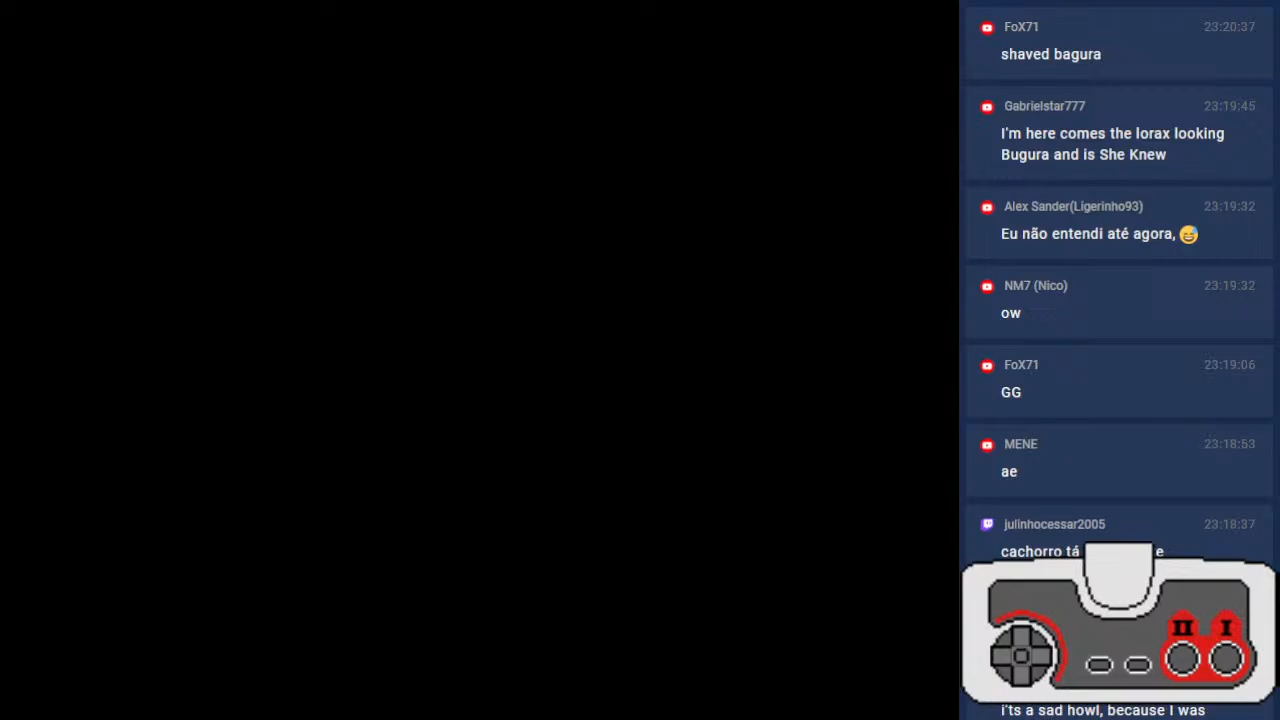 FoX71 23:20:37
shaved bagura
Gabrielstar777 23:19:45
I'm here comes the lorax looking
Bugura and is She Knew
Alex Sander(Ligerinho93) 23:19:32
Eu não entendi até agora, 😅
NM7 (Nico) 23:19:32
ow
FoX71 23:19:06
GG
MENE 23:18:53
ae
julinhocessar2005 23:18:37
cachorro tá e
II I
i'ts a sad howl, because I was